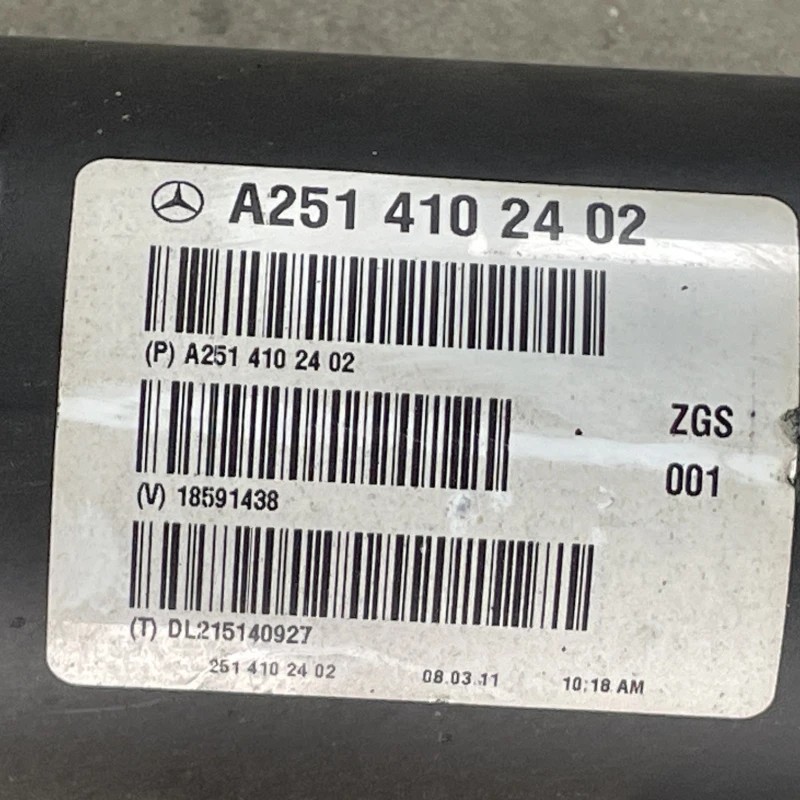 A251 410 24 02
(P) A251 410 24 02
ZGS
001
(V) 18591438
(T) DL215140927
251 410 24 02 08.03.11 10:18 AM